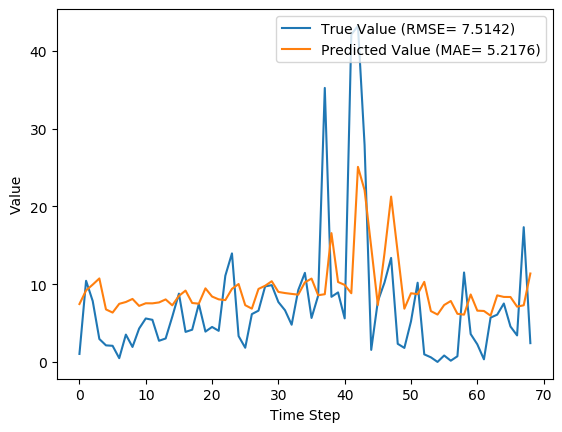 True Value (RMSE= 7.5142)
Predicted Value (MAE= 5.2176)
40
30
20
10
0
Value
0 10 20 30 40 50 60 70
Time Step